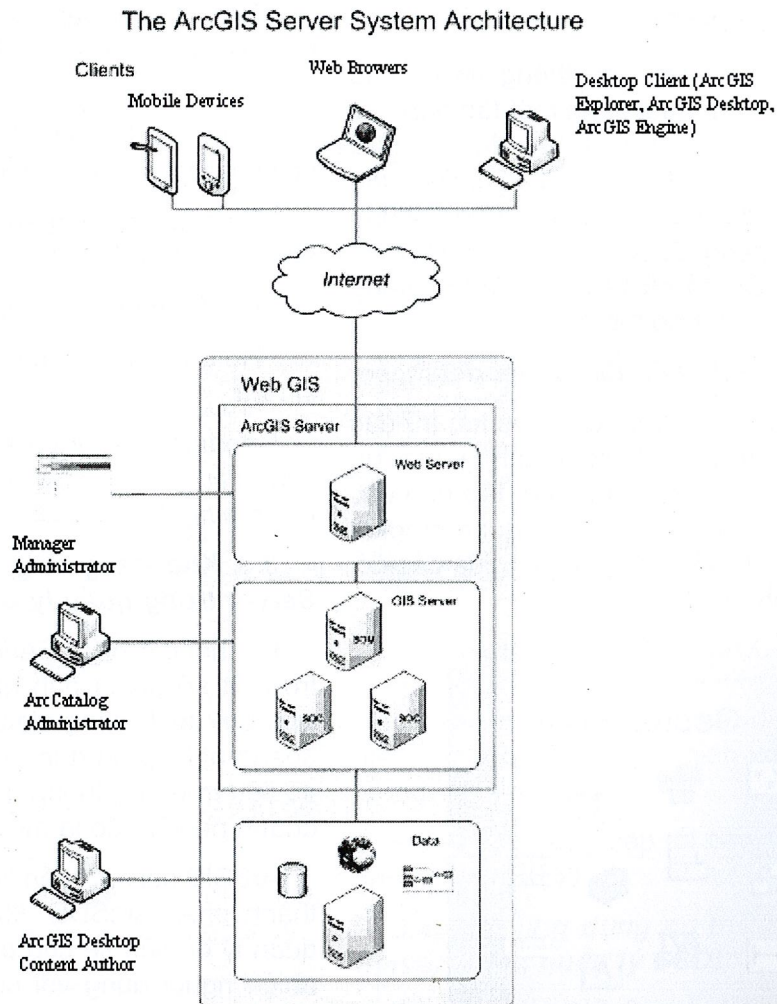 The ArcGIS Server System Architecture
Clients
Web Browers
Mobile Devices
Desktop Client (ArcGIS
Explorer, ArcGIS Desktop,
ArcGIS Engine)
Internet
Web GIS
ArcGIS Server
Web Server
Manager
Administrator
GIS Server
SOM
SOC
SOC
ArcCatalog
Administrator
Data
ArcGIS Desktop
Content Author